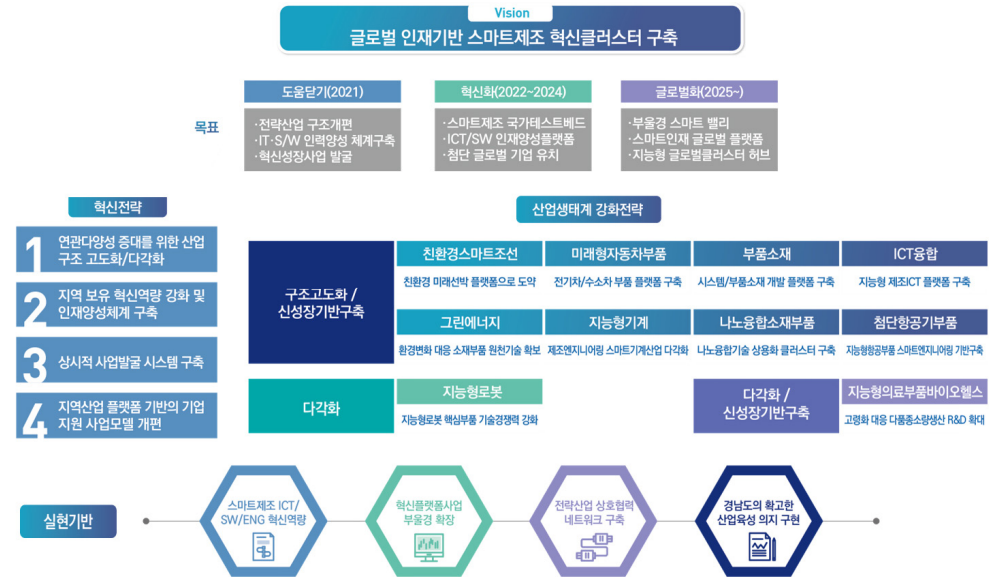 Vision
글로벌 인재기반 스마트제조 혁신클러스터 구축
목표
도움닫기(2021)
·전략산업 구조개편
·IT·S/W 인력양성 체계구축
·혁신성장사업 발굴
혁신화(2022~2024)
·스마트제조 국가테스트베드
·ICT/SW 인재양성플랫폼
·첨단 글로벌 기업 유치
글로벌화(2025~)
·부울경 스마트 밸리
·스마트인재 글로벌 플랫폼
·지능형 글로벌클러스터 허브
혁신전략
1 연관다양성 증대를 위한 산업
구조 고도화/다각화
2 지역 보유 혁신역량 강화 및
인재양성체계 구축
3 상시적 사업발굴 시스템 구축
4 지역산업 플랫폼 기반의 기업
지원 사업모델 개편
산업생태계 강화전략
구조고도화 /
신성장기반구축
친환경스마트조선
친환경 미래선박 플랫폼으로 도약
미래형자동차부품
전기차/수소차 부품 플랫폼 구축
부품소재
시스템/부품소재 개발 플랫폼 구축
ICT융합
지능형 제조ICT 플랫폼 구축
그린에너지
환경변화 대응 소재부품 원천기술 확보
지능형기계
제조엔지니어링 스마트기계산업 다각화
나노융합소재부품
나노융합기술 상용화 클러스터 구축
첨단항공기부품
지능형항공부품 스마트엔지니어링 기반구축
다각화
지능형로봇
지능형로봇 핵심부품 기술경쟁력 강화
다각화 /
신성장기반구축
지능형의료부품바이오헬스
고령화 대응 다품종소량생산 R&D 확대
실현기반
스마트제조 ICT/
SW/ENG 혁신역량
혁신플랫폼사업
부울경 확장
전략산업 상호협력
네트워크 구축
경남도의 확고한
산업육성 의지 구현